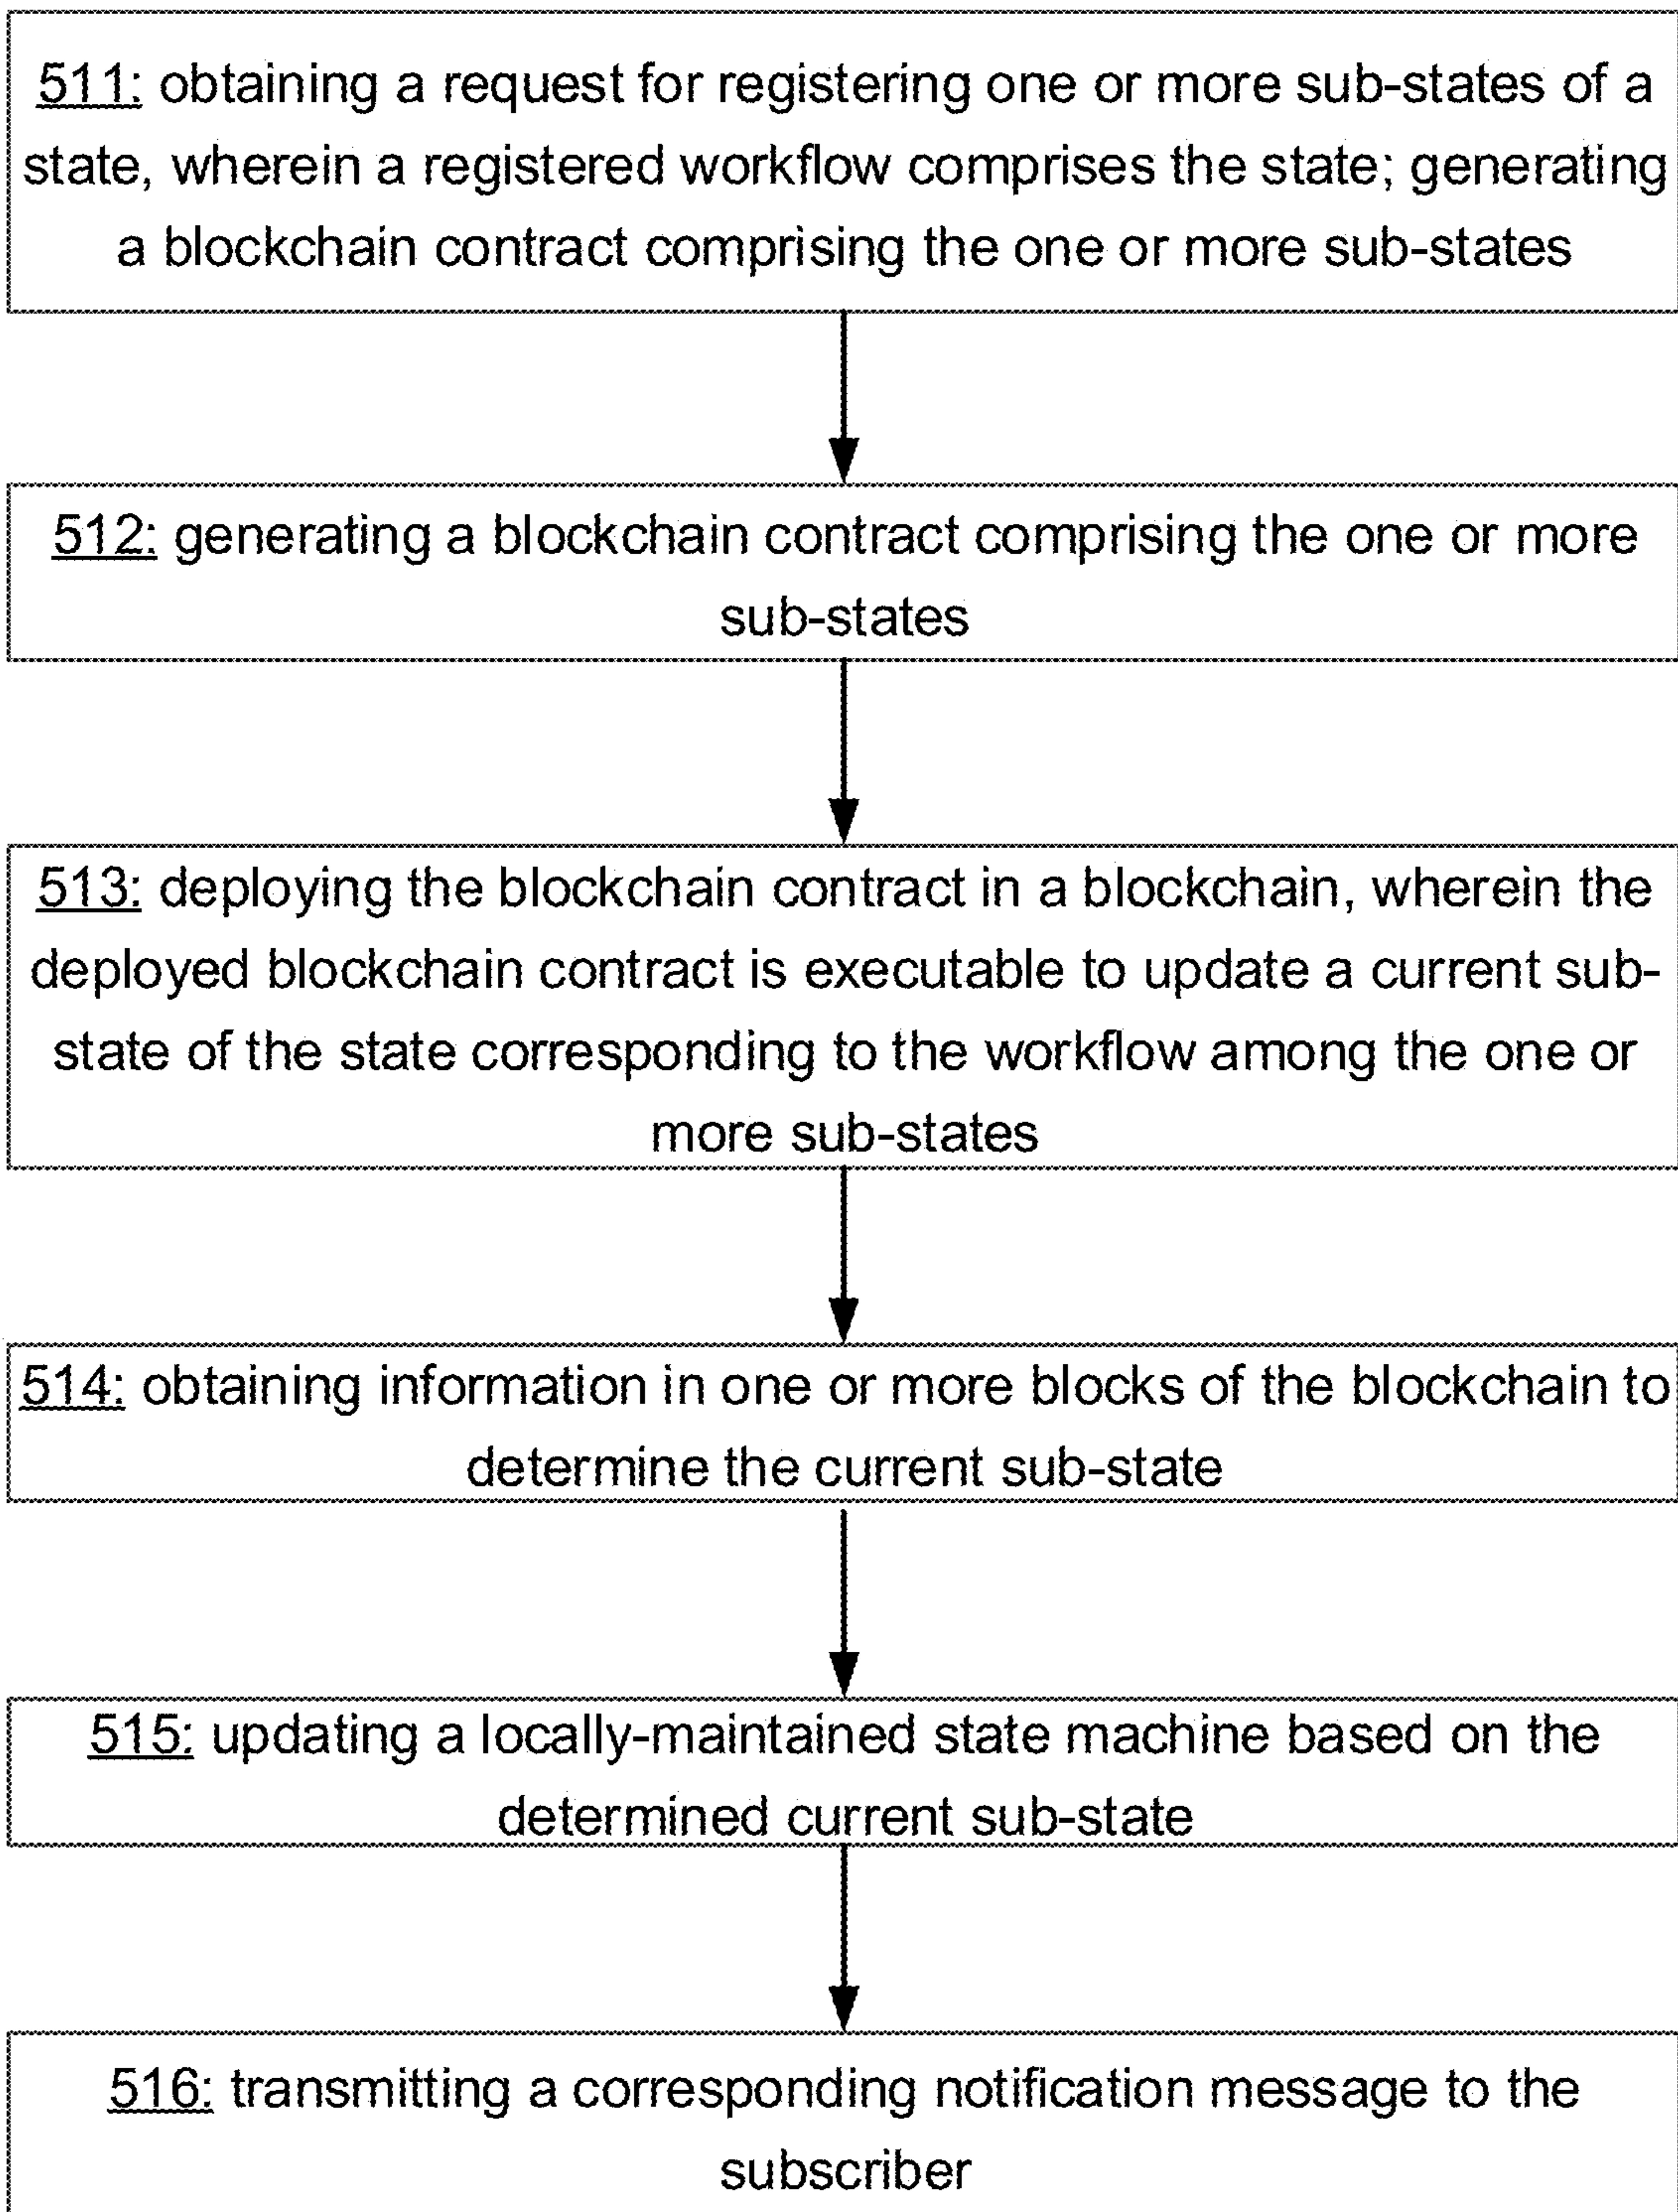 511: obtaining a request for registering one or more sub-states of a
state, wherein a registered workflow comprises the state; generating
a blockchain contract comprising the one or more sub-states
512: generating a blockchain contract comprising the one or more
sub-states
513: deploying the blockchain contract in a blockchain, wherein the
deployed blockchain contract is executable to update a current sub-
state of the state corresponding to the workflow among the one or
more sub-states
514: obtaining information in one or more blocks of the blockchain to
determine the current sub-state
515: updating a locally-maintained state machine based on the
determined current sub-state
516: transmitting a corresponding notification message to the
subscriber